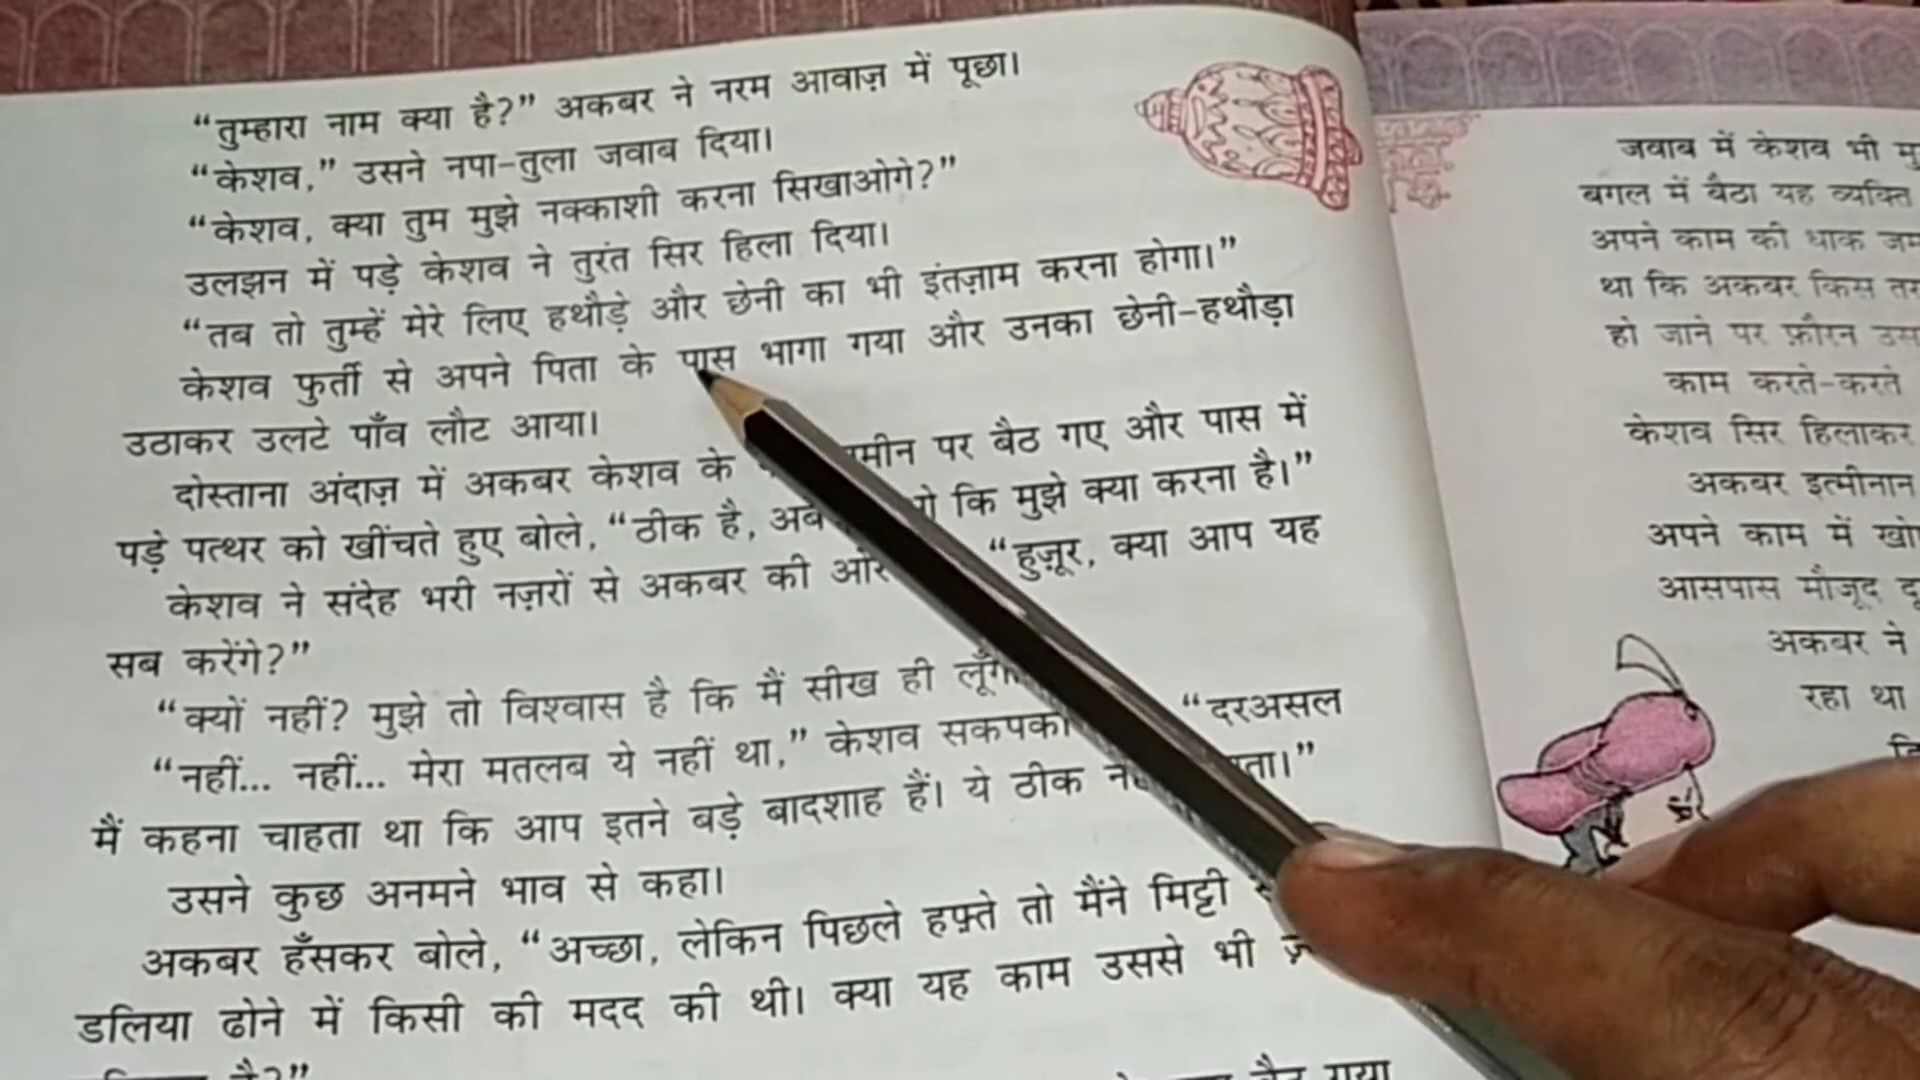 “तुम्हारा नाम क्या है?” अकबर ने नरम आवाज़ में पूछा।
“केशव,” उसने नपा-तुला जवाब दिया।
“केशव, क्या तुम मुझे नक्काशी करना सिखाओगे?”
उलझन में पड़े केशव ने तुरंत सिर हिला दिया।
“तब तो तुम्हें मेरे लिए हथौड़े और छेनी का भी इंतज़ाम करना होगा।”
केशव फुर्ती से अपने पिता के पास भागा गया और उनका छेनी-हथौड़ा
उठाकर उलटे पाँव लौट आया।
दोस्ताना अंदाज़ में अकबर केशव के पर बैठ गए और पास में
पड़े पत्थर को खींचते हुए बोले, “ठीक है, अब कि मुझे क्या करना है।”
केशव ने संदेह भरी नज़रों से अकबर की ओर “हुज़ूर, क्या आप यह
सब करेंगे?”
“क्यों नहीं? मुझे तो विश्वास है कि मैं सीख ही
“नहीं... नहीं... मेरा मतलब ये नहीं था,” केशव “दरअसल
मैं कहना चाहता था कि आप इतने बड़े बादशाह हैं। ये ठीक
उसने कुछ अनमने भाव से कहा।
अकबर हँसकर बोले, “अच्छा, लेकिन पिछले हफ़्ते तो मैंने मिट्टी
डलिया ढोने में किसी की मदद की थी। क्या यह काम उससे भी
है?”
बैठ गया
जवाब में केशव भी
बगल में बैठा यह व्यक्ति
अपने काम की धाक
था कि अकबर किस
हो जाने पर फ़ौरन
काम करते-करते
केशव सिर हिलाकर
अकबर इत्मीनान
अपने काम में
आसपास मौजूद
अकबर ने
रहा था